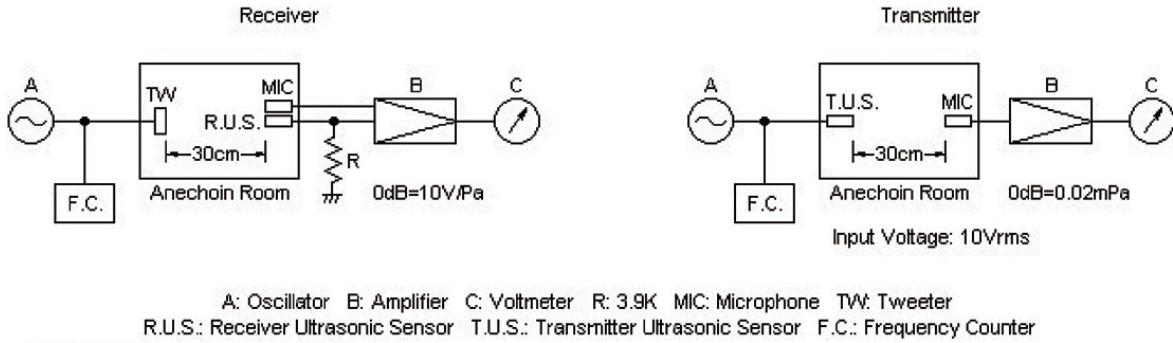 Receiver
A
TW
MIC
R.U.S.
30cm
Anechoin Room
F.C.
R
B
C
0dB=10V/Pa
Transmitter
A
T.U.S.
MIC
30cm
Anechoin Room
F.C.
B
C
0dB=0.02mPa
Input Voltage: 10Vrms
A: Oscillator B: Amplifier C: Voltmeter R: 3.9K MIC: Microphone TW: Tweeter
R.U.S.: Receiver Ultrasonic Sensor T.U.S.: Transmitter Ultrasonic Sensor F.C.: Frequency Counter